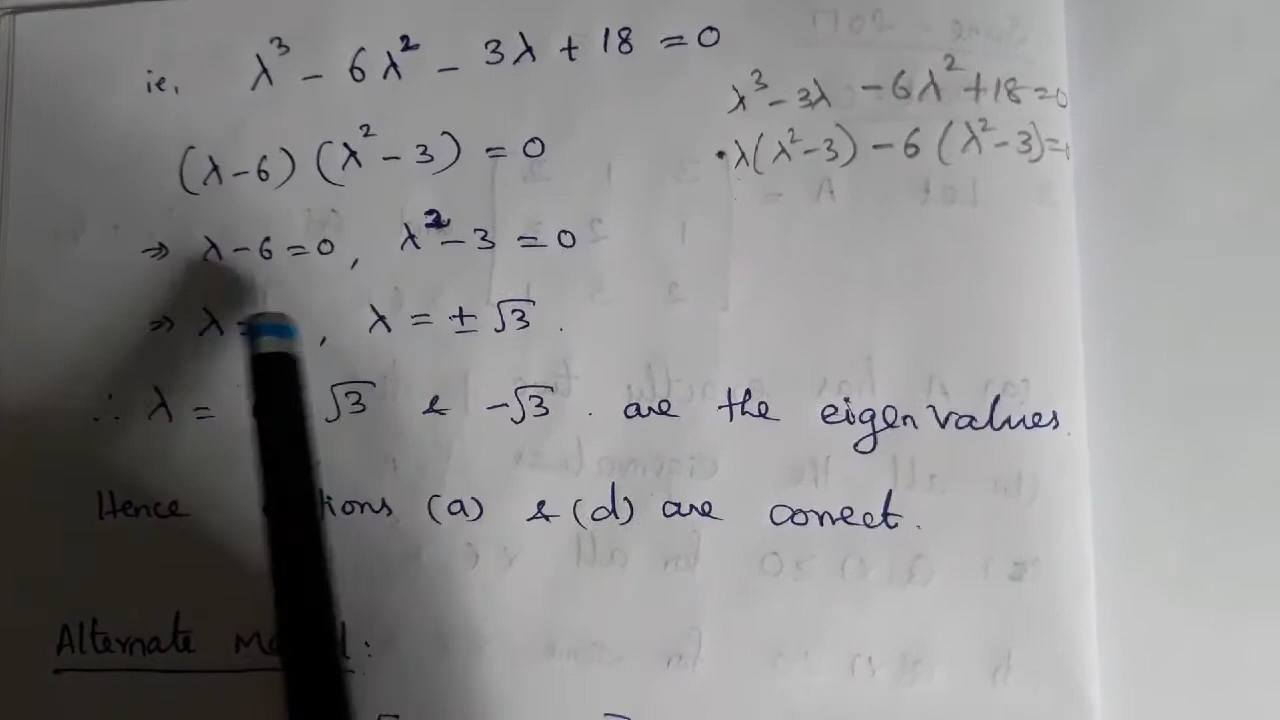 ie, λ³ - 6λ² - 3λ + 18 = 0
λ³ - 3λ - 6λ² + 18 = 0
(λ-6) (λ² - 3) = 0
•λ(λ²-3) - 6 (λ²-3)=
⇒ λ-6=0, λ²-3 = 0
⇒ λ= , λ = ± √3 .
∴ λ = √3 & -√3 . are the eigen values.
Hence (a) & (d) are correct.
Alternate :